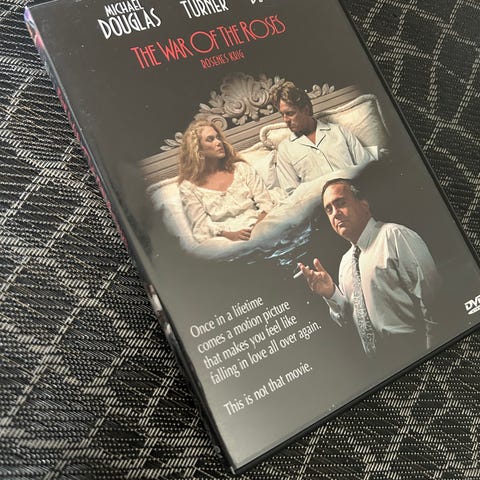 MICHAEL
DOUGLAS
TURNER
THE WAR OF THE ROSES
ROSENES KRIG
Once in a lifetime
comes a motion picture
that makes you feel like
falling in love all over again.
This is not that movie.
DVD